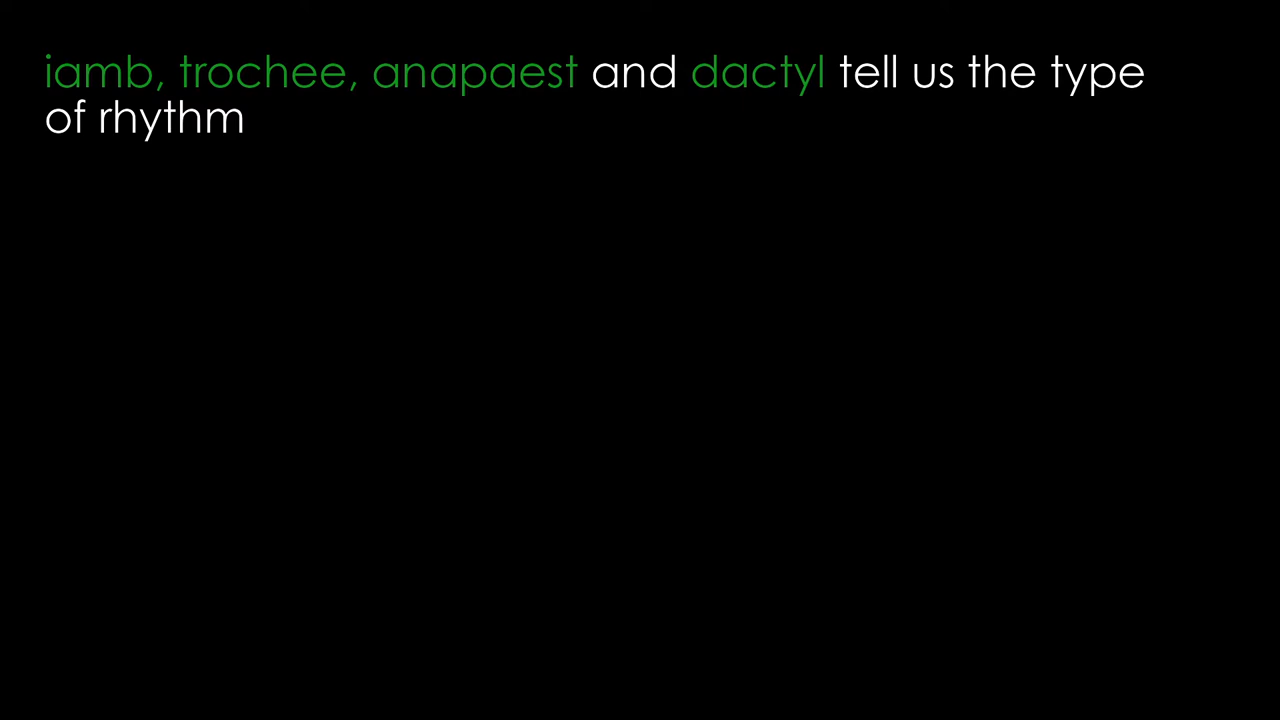 iamb, trochee, anapaest and dactyl tell us the type
of rhythm